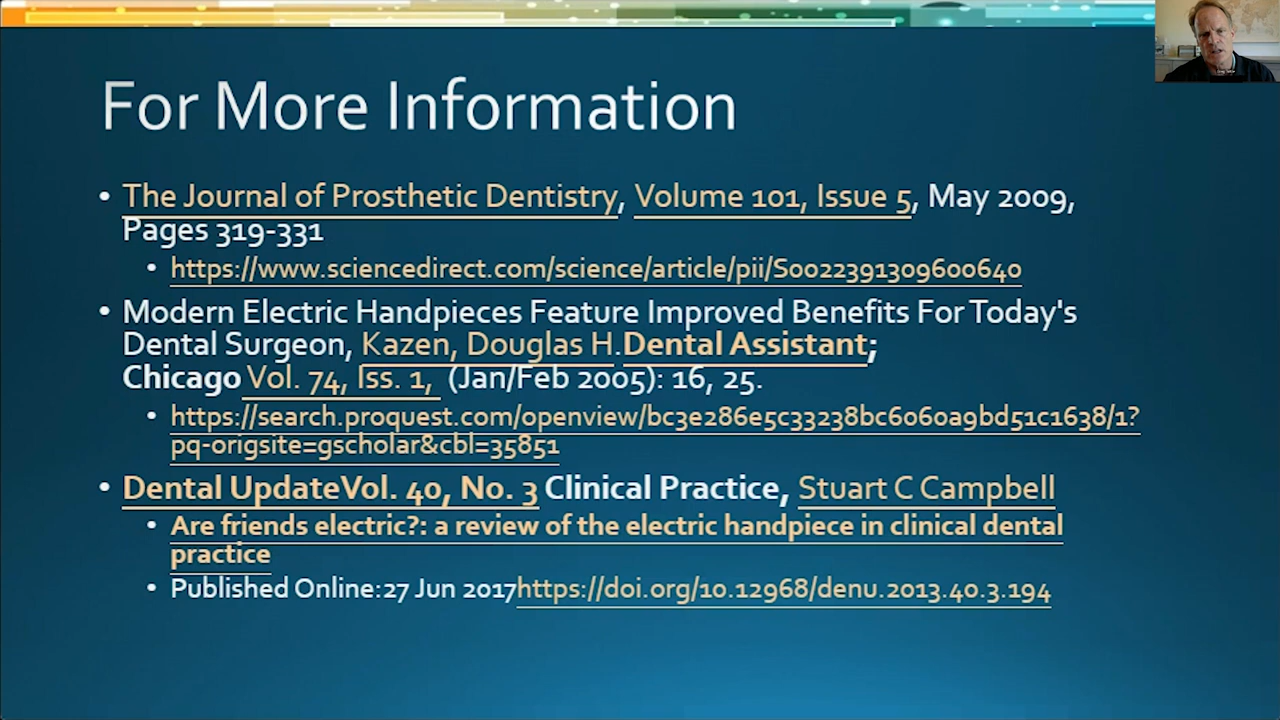 For More Information
• The Journal of Prosthetic Dentistry, Volume 101, Issue 5, May 2009,
Pages 319-331
• https://www.sciencedirect.com/science/article/pii/S0022391309600640
• Modern Electric Handpieces Feature Improved Benefits For Today's
Dental Surgeon, Kazen, Douglas H.Dental Assistant;
Chicago Vol. 74, Iss. 1, (Jan/Feb 2005): 16, 25.
• https://search.proquest.com/openview/bc3e286e5c33238bc6060a9bd51c1638/1?
pq-origsite=gscholar&cbl=35851
• Dental UpdateVol. 40, No. 3 Clinical Practice, Stuart C Campbell
• Are friends electric?: a review of the electric handpiece in clinical dental
practice
• Published Online:27 Jun 2017https://doi.org/10.12968/denu.2013.40.3.194